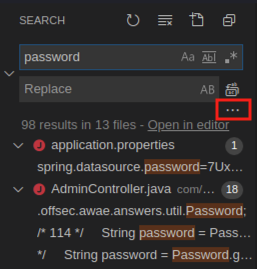 SEARCH
password
Aa Ab .*
Replace
AB
...
98 results in 13 files - Open in editor
application.properties 1
spring.datasource.password=7Ux...
AdminController.java com/... 18
.offsec.awae.answers.util.Password;
/* 114 */ String password = Pass...
*/ String password = Password.g...